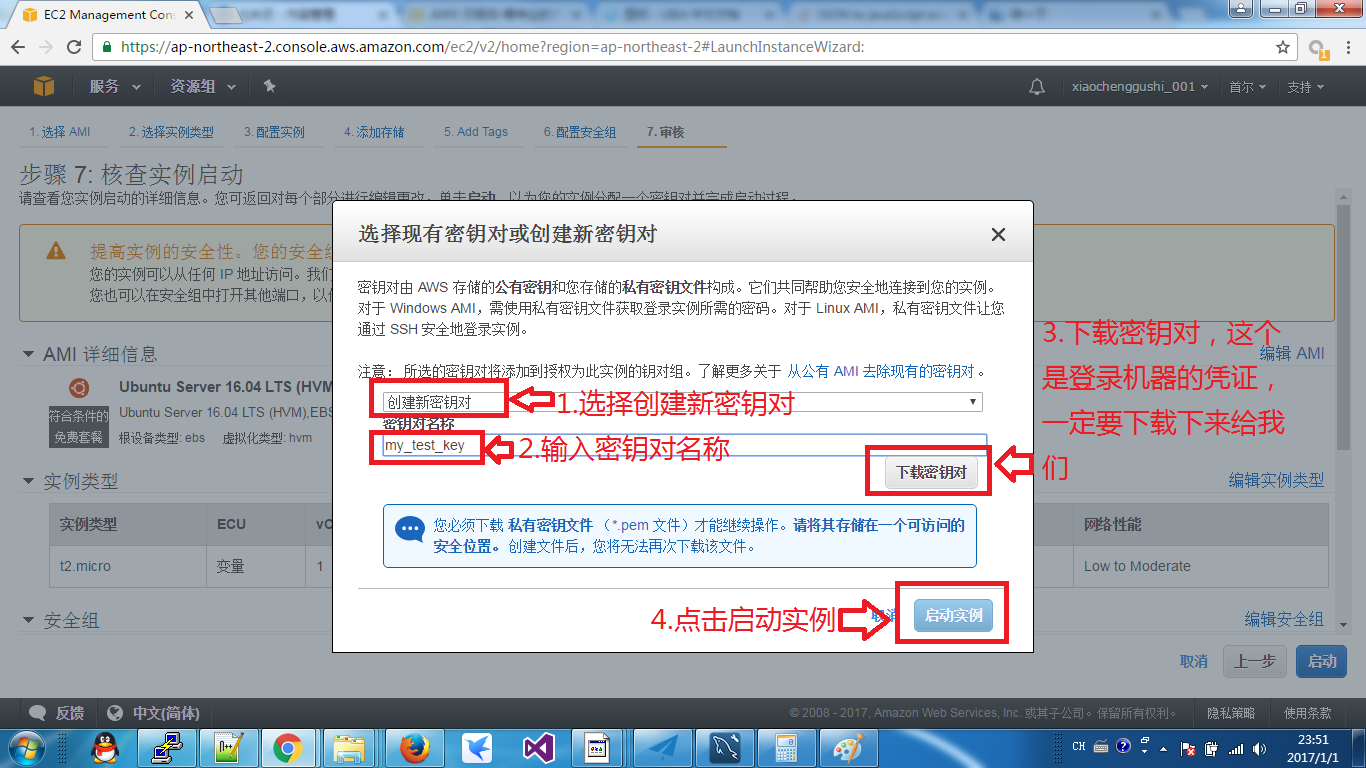 EC2 Management Con
https://ap-northeast-2.console.aws.amazon.com/ec2/v2/home?region=ap-northeast-2#LaunchInstanceWizard:
服务 资源组 xiaochenggushi_001 首尔 支持
1. 选择 AMI 2. 选择实例类型 3. 配置实例 4. 添加存储 5. Add Tags 6. 配置安全组 7. 审核
步骤 7: 核查实例启动
请查看您实例启动的详细信息。您可返回对每个部分进行编辑更改。单击启动，以为您的实例分配一个密钥对并完成启动过程。
提高实例的安全性。您的安全组
您的实例可以从任何 IP 地址访问。我们
您也可以在安全组中打开其他端口，以
选择现有密钥对或创建新密钥对
密钥对由 AWS 存储的公有密钥和您存储的私有密钥文件构成。它们共同帮助您安全地连接到您的实例。
对于 Windows AMI，需使用私有密钥文件获取登录实例所需的密码。对于 Linux AMI，私有密钥文件让您
通过 SSH 安全地登录实例。
注意： 所选的密钥对将添加到授权为此实例的钥对组。了解更多关于 从公有 AMI 去除现有的密钥对 。
创建新密钥对
1.选择创建新密钥对
密钥对名称
my_test_key
2.输入密钥对名称
下载密钥对
3.下载密钥对，这个
是登录机器的凭证，
一定要下载下来给我
们
您必须下载 私有密钥文件 （*.pem 文件）才能继续操作。请将其存储在一个可访问的
安全位置。 创建文件后，您将无法再次下载该文件。
4.点击启动实例
取消
启动实例
AMI 详细信息
编辑 AMI
Ubuntu Server 16.04 LTS (HVM
符合条件的
免费套餐
Ubuntu Server 16.04 LTS (HVM),EBS
根设备类型: ebs 虚拟化类型: hvm
实例类型
编辑实例类型
实例类型 ECU vC 网络性能
t2.micro 变量 1 Low to Moderate
安全组
编辑安全组
取消 上一步 启动
反馈 中文(简体) © 2008 - 2017, Amazon Web Services, Inc. 或其子公司。保留所有权利。 隐私策略 使用条款
CH
23:51
2017/1/1